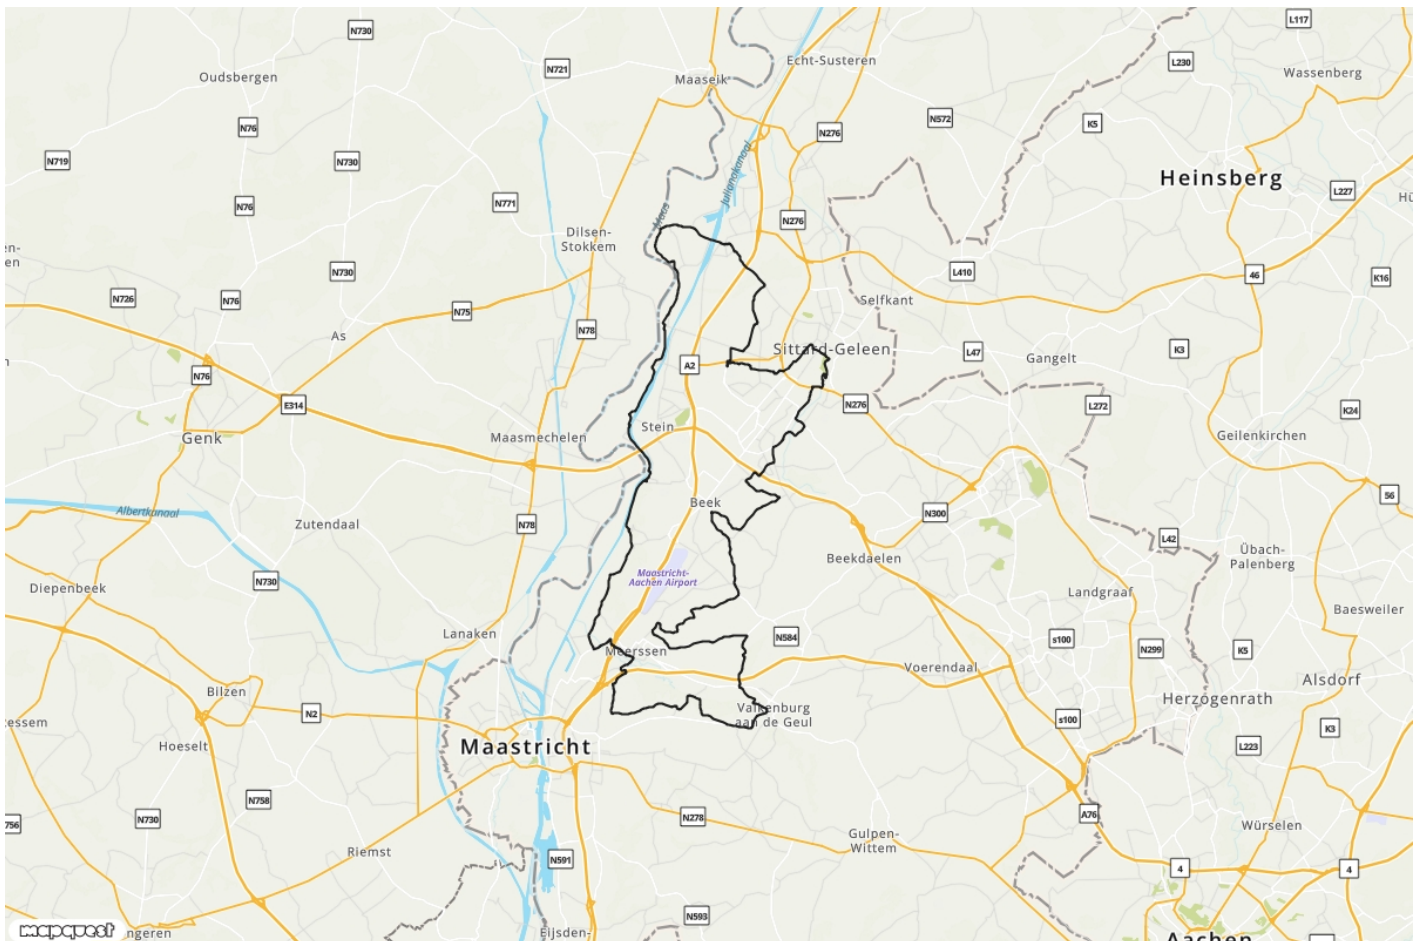 L117
N730
Echt-Susteren
L230
N721
Oudsbergen
Maaseik
Wassenberg
N76
N572
K5
N276
N719
N730
Julianakanaal
Heinsberg
L227
N771
N76
Maas
N276
Dilsen-
Stokkem
N730
L410
46
K16
N726
N76
Selfkant
N75
As
N78
Sittard-Geleen
L47
Gangelt
K3
N76
A2
E314
N276
L272
K24
Stein
Genk
Maasmechelen
Geilenkirchen
56
Beek
Albertkanaal
N300
Zutendaal
N78
L42
Beekdaelen
Übach-
Palenberg
N730
Maastricht-
Aachen Airport
Diepenbeek
Landgraaf
Baesweiler
Lanaken
N584
s100
Meerssen
N299
K5
Voerendaal
Alsdorf
Bilzen
Herzogenrath
N2
Valkenburg
aan de Geul
s100
K3
Hoeselt
Maastricht
L223
N758
N730
N278
A76
Gulpen-
Wittem
Würselen
Riemst
N591
4
4
N593
mapquest
Eijsden-
Aachen